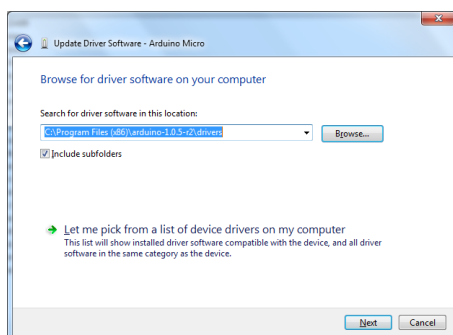 Update Driver Software - Arduino Micro
Browse for driver software on your computer
Search for driver software in this location:
C:\Program Files (x86)\arduino-1.0.5-r2\drivers
Browse...
Include subfolders
Let me pick from a list of device drivers on my computer
This list will show installed driver software compatible with the device, and all driver
software in the same category as the device.
Next Cancel